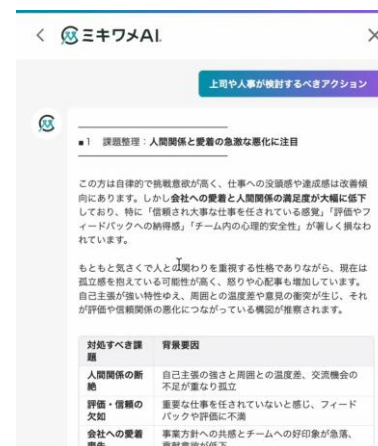 ミキワメAI
上司や人事が検討するべきアクション
■1 課題整理：人間関係と愛着の急激な悪化に注目
この方は自律的で挑戦意欲が高く、仕事への没頭感や達成感は改善傾
向にあります。しかし会社への愛着と人間関係の満足度が大幅に低下
しており、特に「信頼され大事な仕事を任されている感覚」「評価やフ
ィードバックへの納得感」「チーム内の心理的安全性」が著しく損なわ
れています。
もともと気さくで人との関わりを重視する性格でありながら、現在は
孤立感を抱えている可能性が高く、怒りや心配事も増加しています。
自己主張が強い特性ゆえ、周囲との温度差や意見の衝突が生じ、それ
が評価や信頼関係の悪化につながっている構図が推察されます。
対処すべき課 背景要因
題
人間関係の断 自己主張の強さと周囲との温度差、交流機会の
絶 不足が重なり孤立
評価・信頼の 重要な仕事を任されていないと感じ、フィード
欠如 バックや評価に不満
会社への愛着 事業方針への共感とチームへの好印象が急落、
喪失 貢献意欲が低下